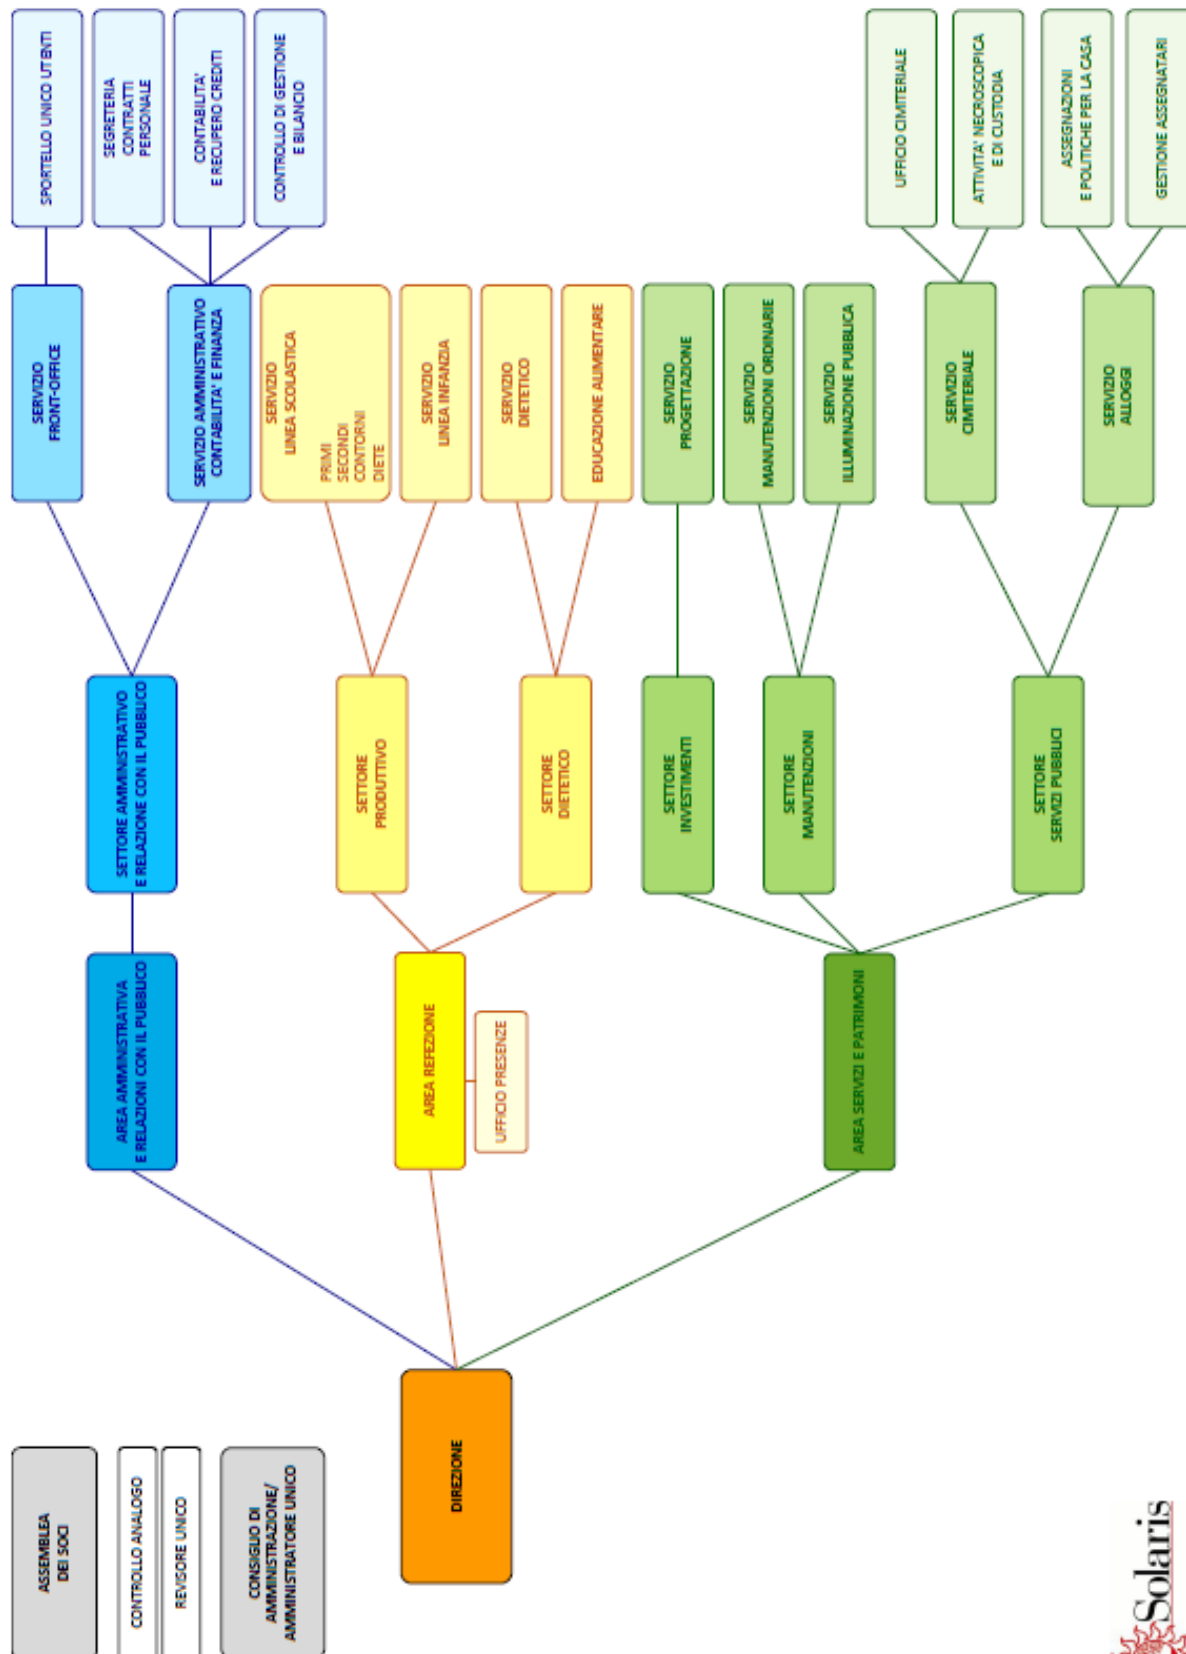 ASSEMBLEA
DEI SOCI
CONTROLLO ANALOGO
REVISORE UNICO
CONSIGLIO DI
AMMINISTRAZIONE/
AMMINISTRATORE UNICO
DIREZIONE
AREA AMMINISTRATIVA
E RELAZIONI CON IL PUBBLICO
SETTORE AMMINISTRATIVO
E RELAZIONE CON IL PUBBLICO
SERVIZIO
FRONT-OFFICE
SPORTELLO UNICO UTENTI
SERVIZIO AMMINISTRATIVO
CONTABILITA' E FINANZA
SEGRETERIA
CONTRATTI
PERSONALE
CONTABILITA'
E RECUPERO CREDITI
CONTROLLO DI GESTIONE
E BILANCIO
AREA REFEZIONE
UFFICIO PRESENZE
SETTORE
PRODUTTIVO
SERVIZIO
LINEA SCOLASTICA
PRIMI
SECONDI
CONTORNI
DIETE
SERVIZIO
LINEA INFANZIA
SETTORE
DIETETICO
SERVIZIO
DIETETICO
EDUCAZIONE ALIMENTARE
AREA SERVIZI E PATRIMONI
SETTORE
INVESTIMENTI
SERVIZIO
PROGETTAZIONE
SETTORE
MANUTENZIONI
SERVIZIO
MANUTENZIONI ORDINARIE
SERVIZIO
ILLUMINAZIONE PUBBLICA
SETTORE
SERVIZI PUBBLICI
SERVIZIO
CIMITERIALE
UFFICIO CIMITERIALE
ATTIVITA' NECROSCOPICA
E DI CUSTODIA
SERVIZIO
ALLOGGI
ASSEGNAZIONI
E POLITICHE PER LA CASA
GESTIONE ASSEGNATARI
Solaris